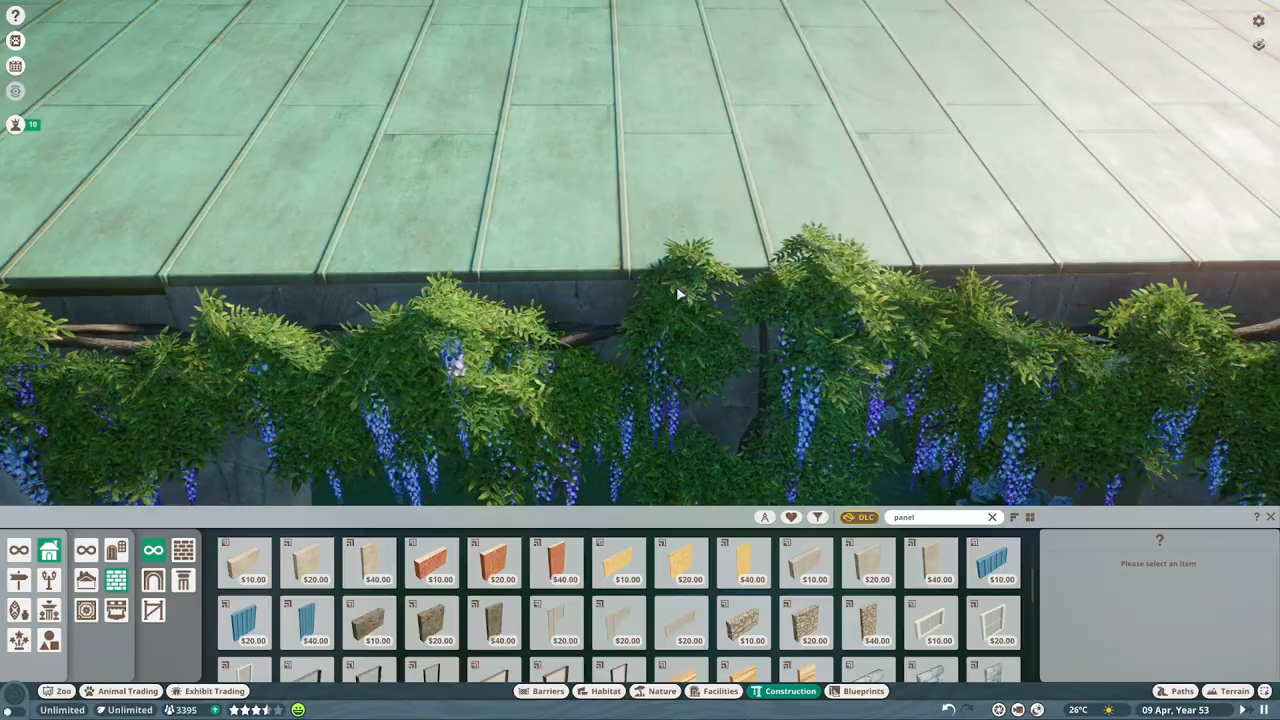 ?
10
DLC
panel
?
$10.00 $20.00 $40.00 $10.00 $20.00 $40.00 $10.00 $20.00 $40.00 $10.00 $20.00 $40.00 $10.00
?
Please select an item
$20.00 $40.00 $10.00 $20.00 $40.00 $20.00 $20.00 $20.00 $10.00 $20.00 $40.00 $10.00 $20.00
Zoo Animal Trading Exhibit Trading Barriers Habitat Nature Facilities Construction Blueprints Paths Terrain
Unlimited Unlimited 3395 26°C 09 Apr, Year 53